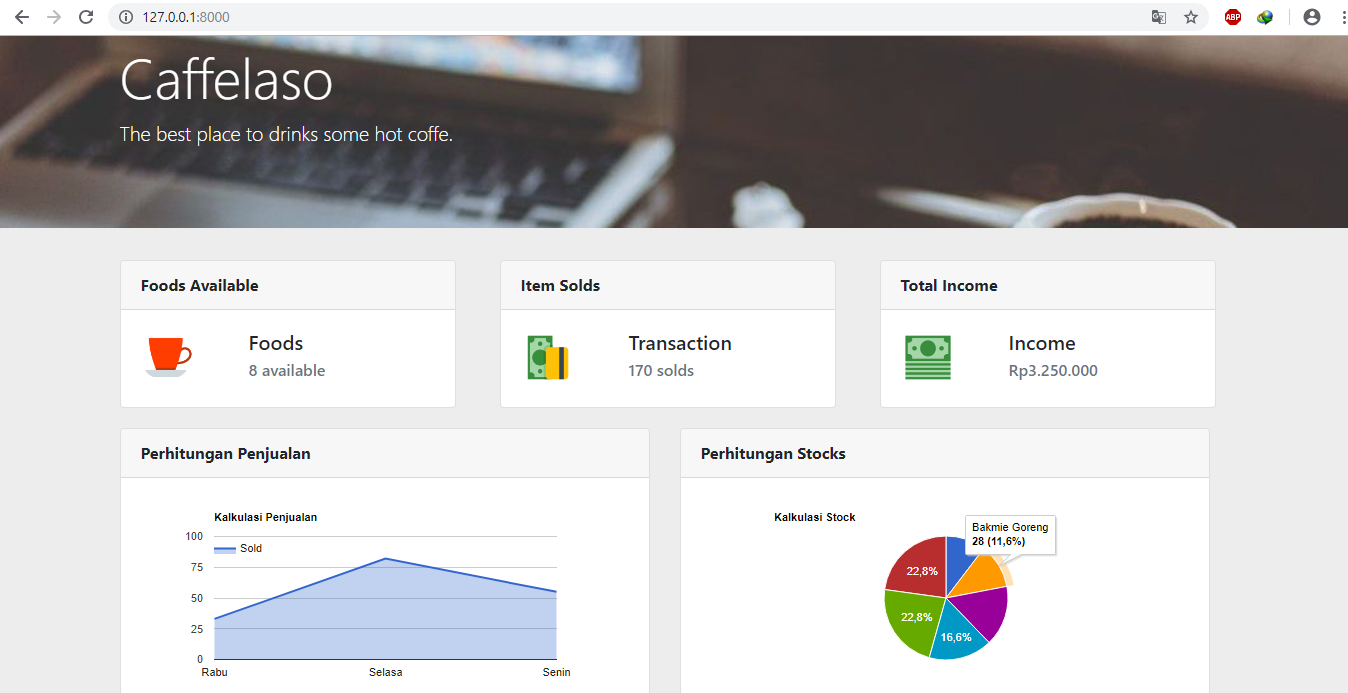 127.0.0.1:8000
ABP
Caffelaso
The best place to drinks some hot coffe.
Foods Available
Foods
8 available
Item Solds
Transaction
170 solds
Total Income
Income
Rp3.250.000
Perhitungan Penjualan
Kalkulasi Penjualan
100
Sold
75
50
25
0
Rabu Selasa Senin
Perhitungan Stocks
Kalkulasi Stock
Bakmie Goreng
28 (11,6%)
22,8%
22,8%
16,6%